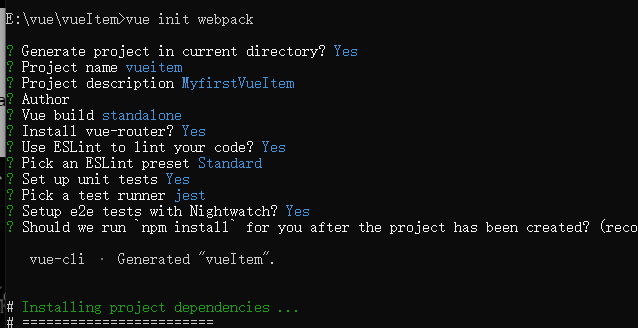 E:\vue\vueItem>vue init webpack
? Generate project in current directory? Yes
? Project name vueitem
? Project description MyfirstVueItem
? Author
? Vue build standalone
? Install vue-router? Yes
? Use ESLint to lint your code? Yes
? Pick an ESLint preset Standard
? Set up unit tests Yes
? Pick a test runner jest
? Setup e2e tests with Nightwatch? Yes
? Should we run `npm install` for you after the project has been created? (reco
vue-cli · Generated "vueItem".
# Installing project dependencies ...
# ========================